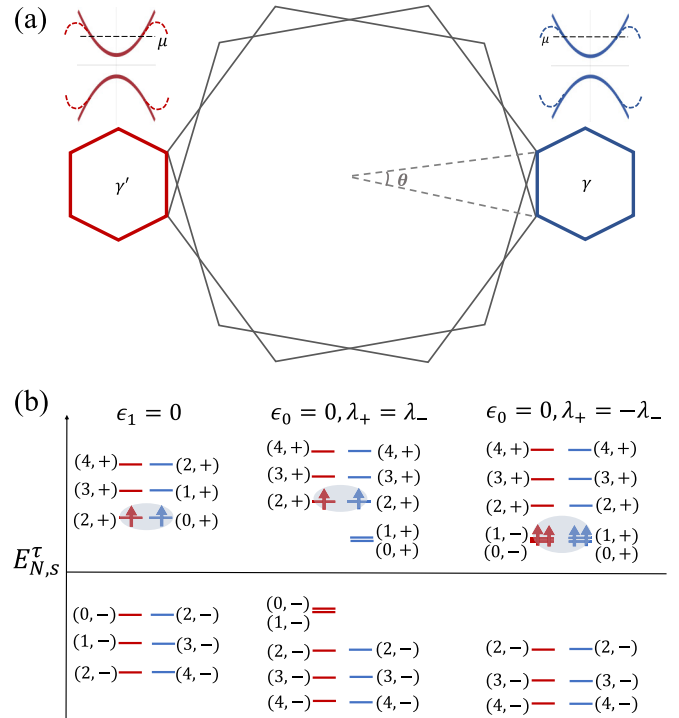 (a)
μ μ
γ′ θ γ
(b)
ϵ₁ = 0 ϵ₀ = 0, λ₊ = λ₋ ϵ₀ = 0, λ₊ = −λ₋
(4, +) (2, +) (4, +) (4, +) (4, +) (4, +)
(3, +) (1, +) (3, +) (3, +) (3, +) (3, +)
(2, +) (0, +) (2, +) (2, +) (2, +) (2, +)
(1, +) (1, −) (1, +)
(0, +) (0, −) (0, +)
E^τ_{N,s}
(0, −) (2, −) (0, −)
(1, −) (3, −) (1, −)
(2, −) (4, −) (2, −) (2, −) (2, −) (2, −)
(3, −) (3, −) (3, −) (3, −)
(4, −) (4, −) (4, −) (4, −)